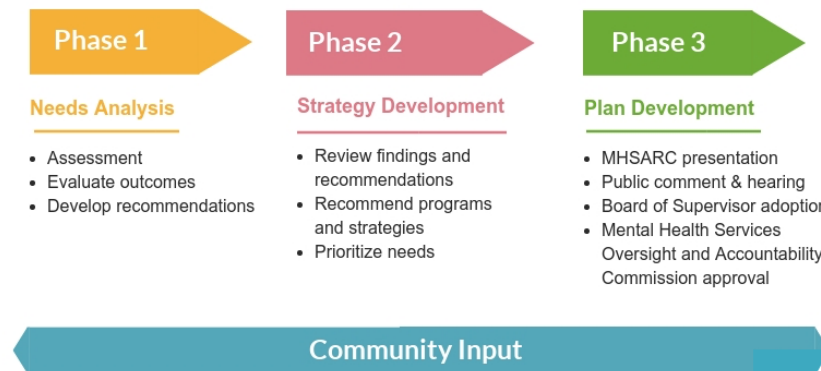 Phase 1
Needs Analysis
• Assessment
• Evaluate outcomes
• Develop recommendations
Phase 2
Strategy Development
• Review findings and
recommendations
• Recommend programs
and strategies
• Prioritize needs
Phase 3
Plan Development
• MHSARC presentation
• Public comment & hearing
• Board of Supervisor adoption
• Mental Health Services
Oversight and Accountability
Commission approval
Community Input